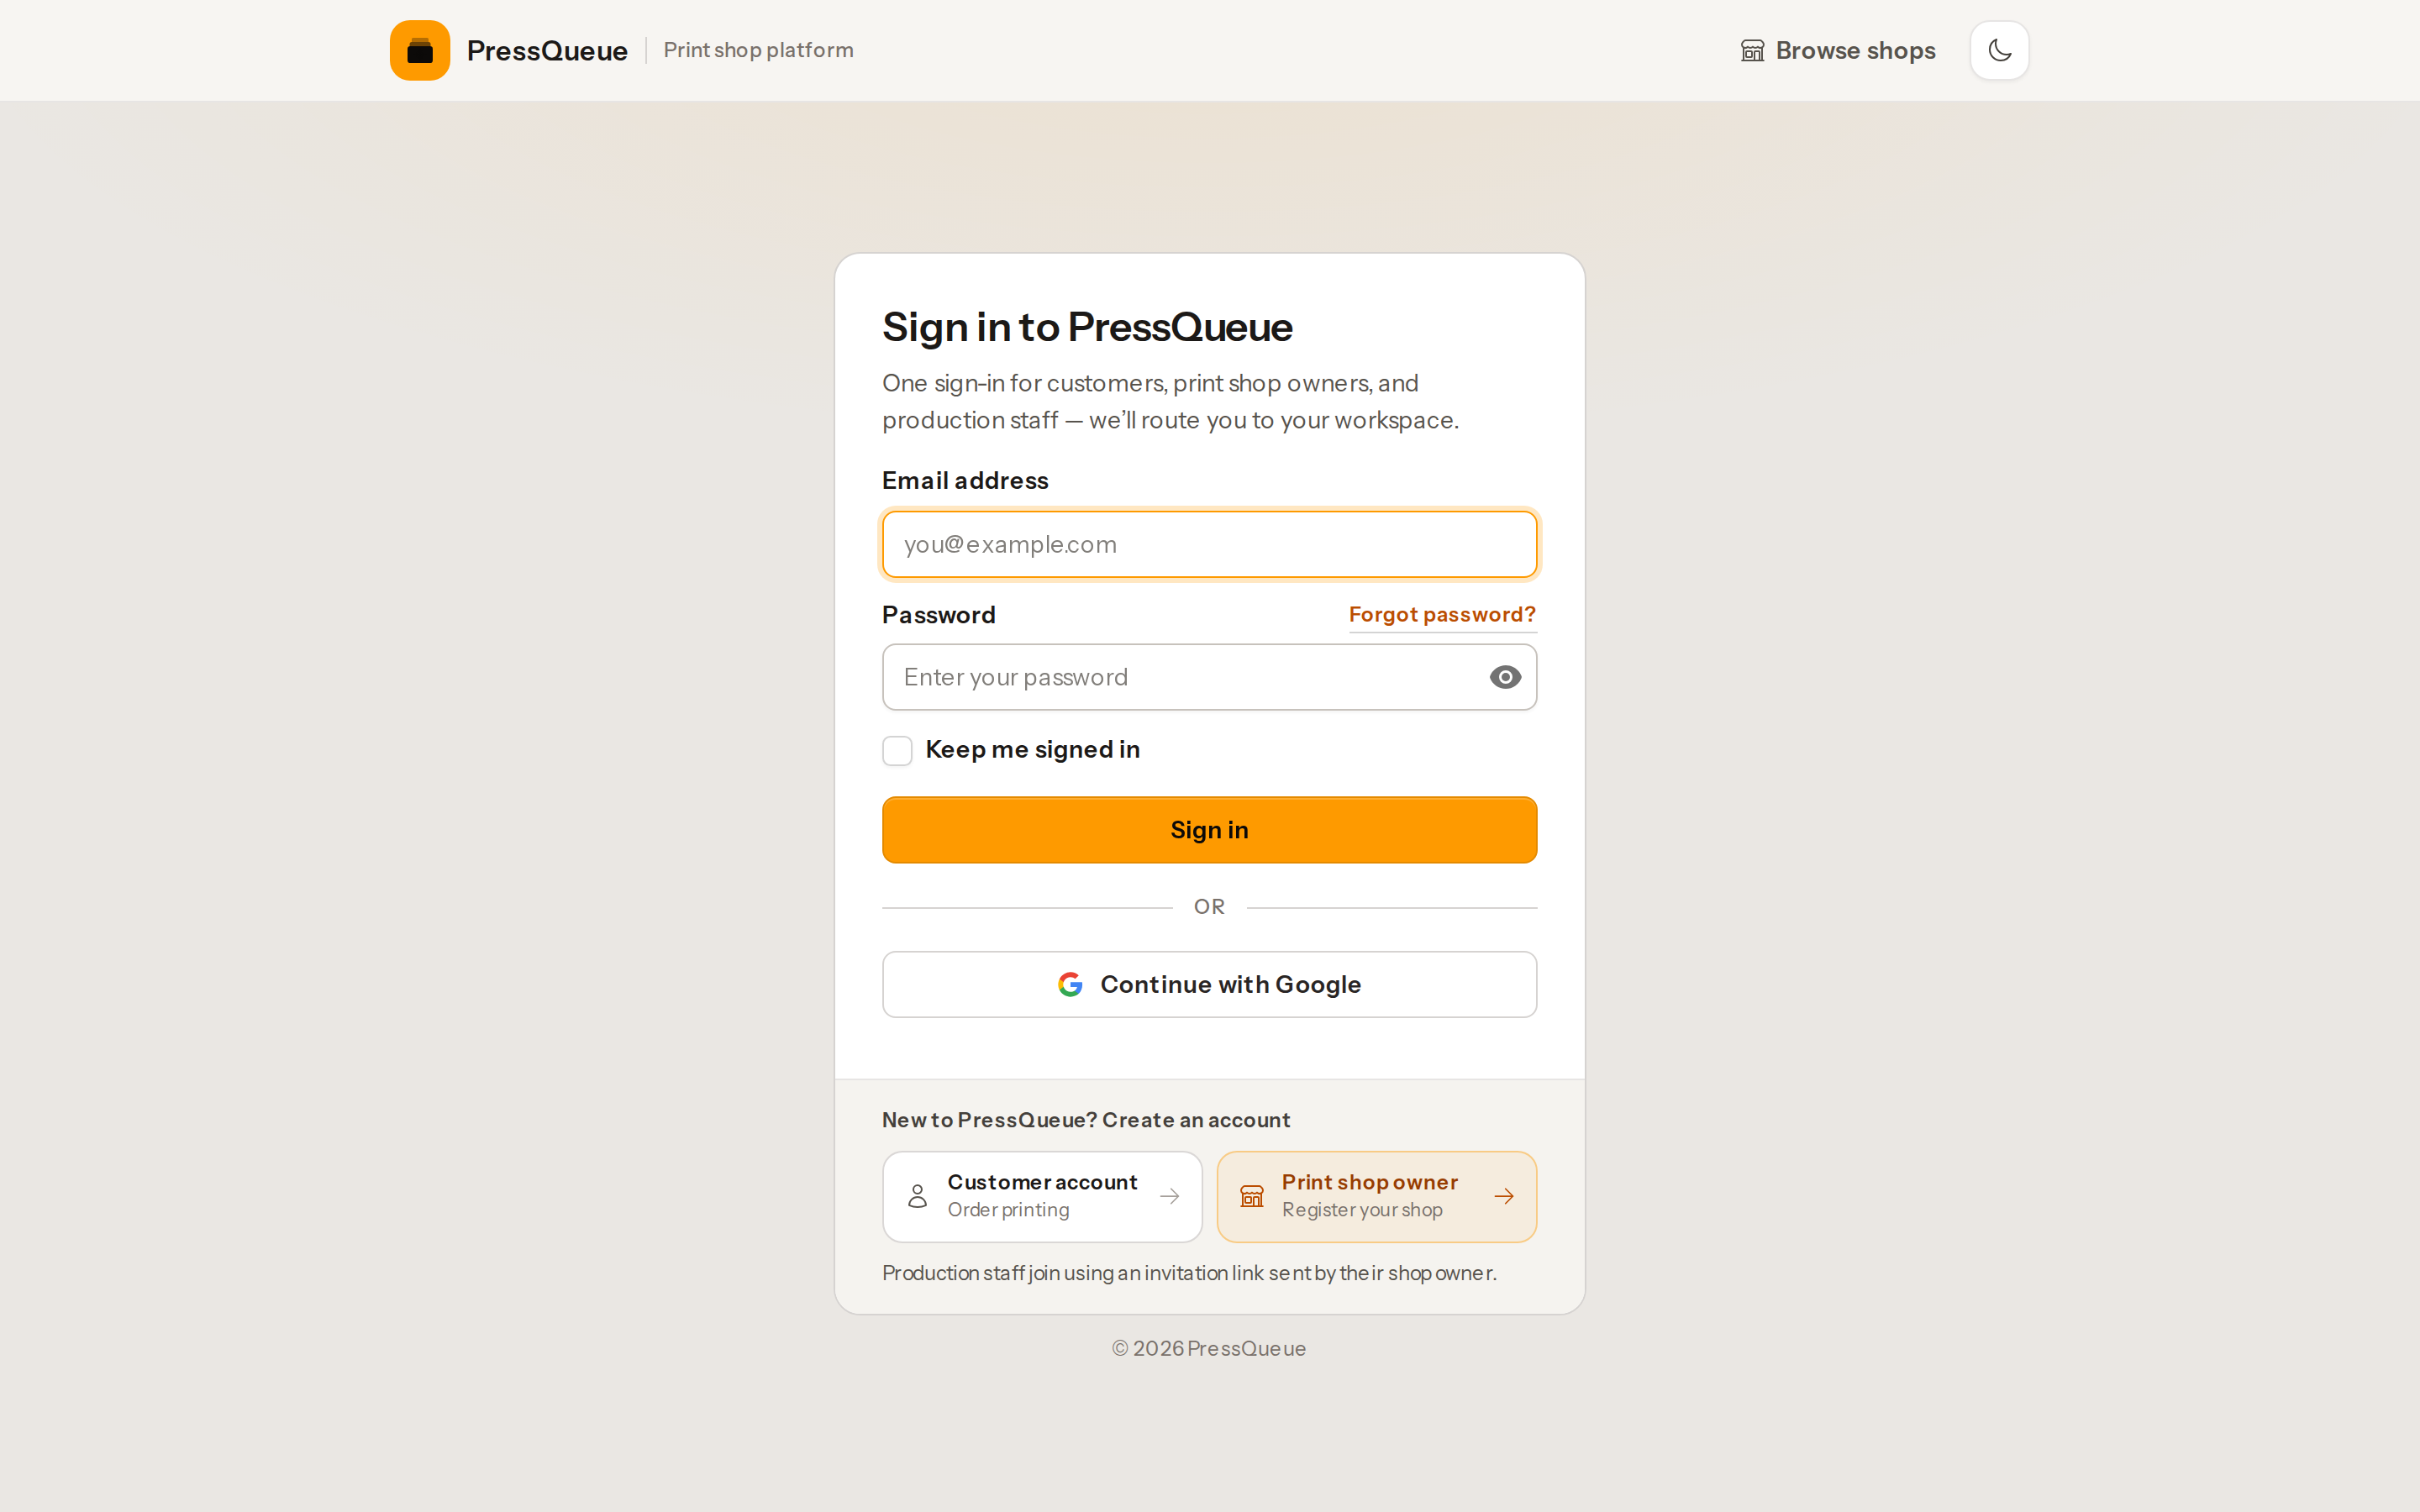 PressQueue
Print shop platform
Browse shops
Sign in to PressQueue
One sign-in for customers, print shop owners, and
production staff — we’ll route you to your workspace.
Email address
you@example.com
Password
Forgot password?
Enter your password
Keep me signed in
Sign in
OR
Continue with Google
New to PressQueue? Create an account
Customer account
Order printing
Print shop owner
Register your shop
Production staff join using an invitation link sent by their shop owner.
© 2026 PressQueue